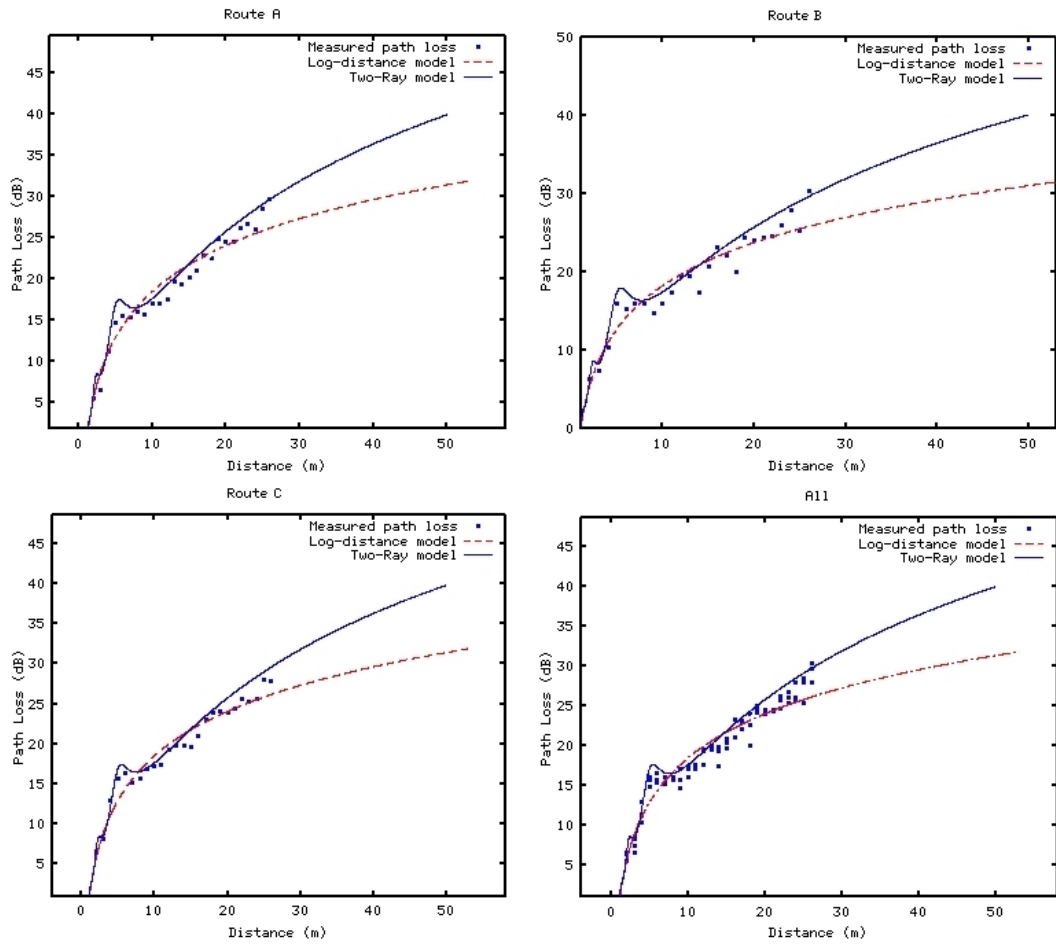 Route A
Measured path loss
Log-distance model
Two-Ray model
Path Loss (dB)
45
40
35
30
25
20
15
10
5
0 10 20 30 40 50
Distance (m)
Route B
Measured path loss
Log-distance model
Two-Ray model
Path Loss (dB)
50
40
30
20
10
0
10 20 30 40 50
Distance (m)
Route C
Measured path loss
Log-distance model
Two-Ray model
Path Loss (dB)
45
40
35
30
25
20
15
10
5
0 10 20 30 40 50
Distance (m)
All
Measured path loss
Log-distance model
Two-Ray model
Path Loss (dB)
45
40
35
30
25
20
15
10
5
0 10 20 30 40 50
Distance (m)